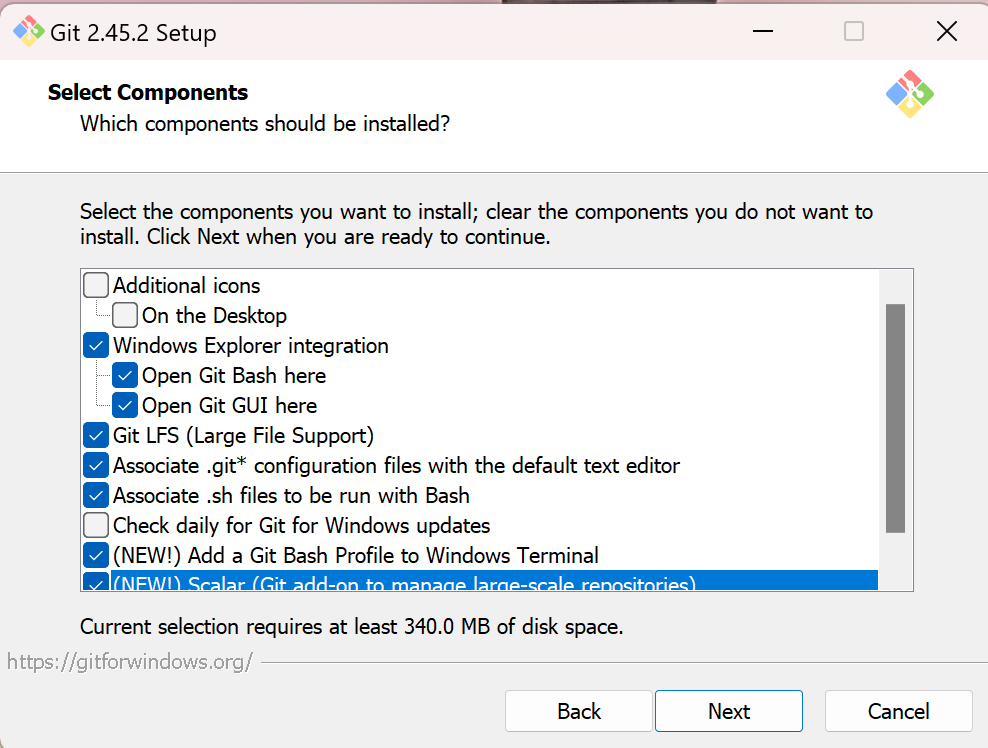 Git 2.45.2 Setup
Select Components
Which components should be installed?
Select the components you want to install; clear the components you do not want to
install. Click Next when you are ready to continue.
Additional icons
On the Desktop
Windows Explorer integration
Open Git Bash here
Open Git GUI here
Git LFS (Large File Support)
Associate .git* configuration files with the default text editor
Associate .sh files to be run with Bash
Check daily for Git for Windows updates
(NEW!) Add a Git Bash Profile to Windows Terminal
(NEW!) Scalar (Git add-on to manage large-scale repositories)
Current selection requires at least 340.0 MB of disk space.
https://gitforwindows.org/
Back Next Cancel